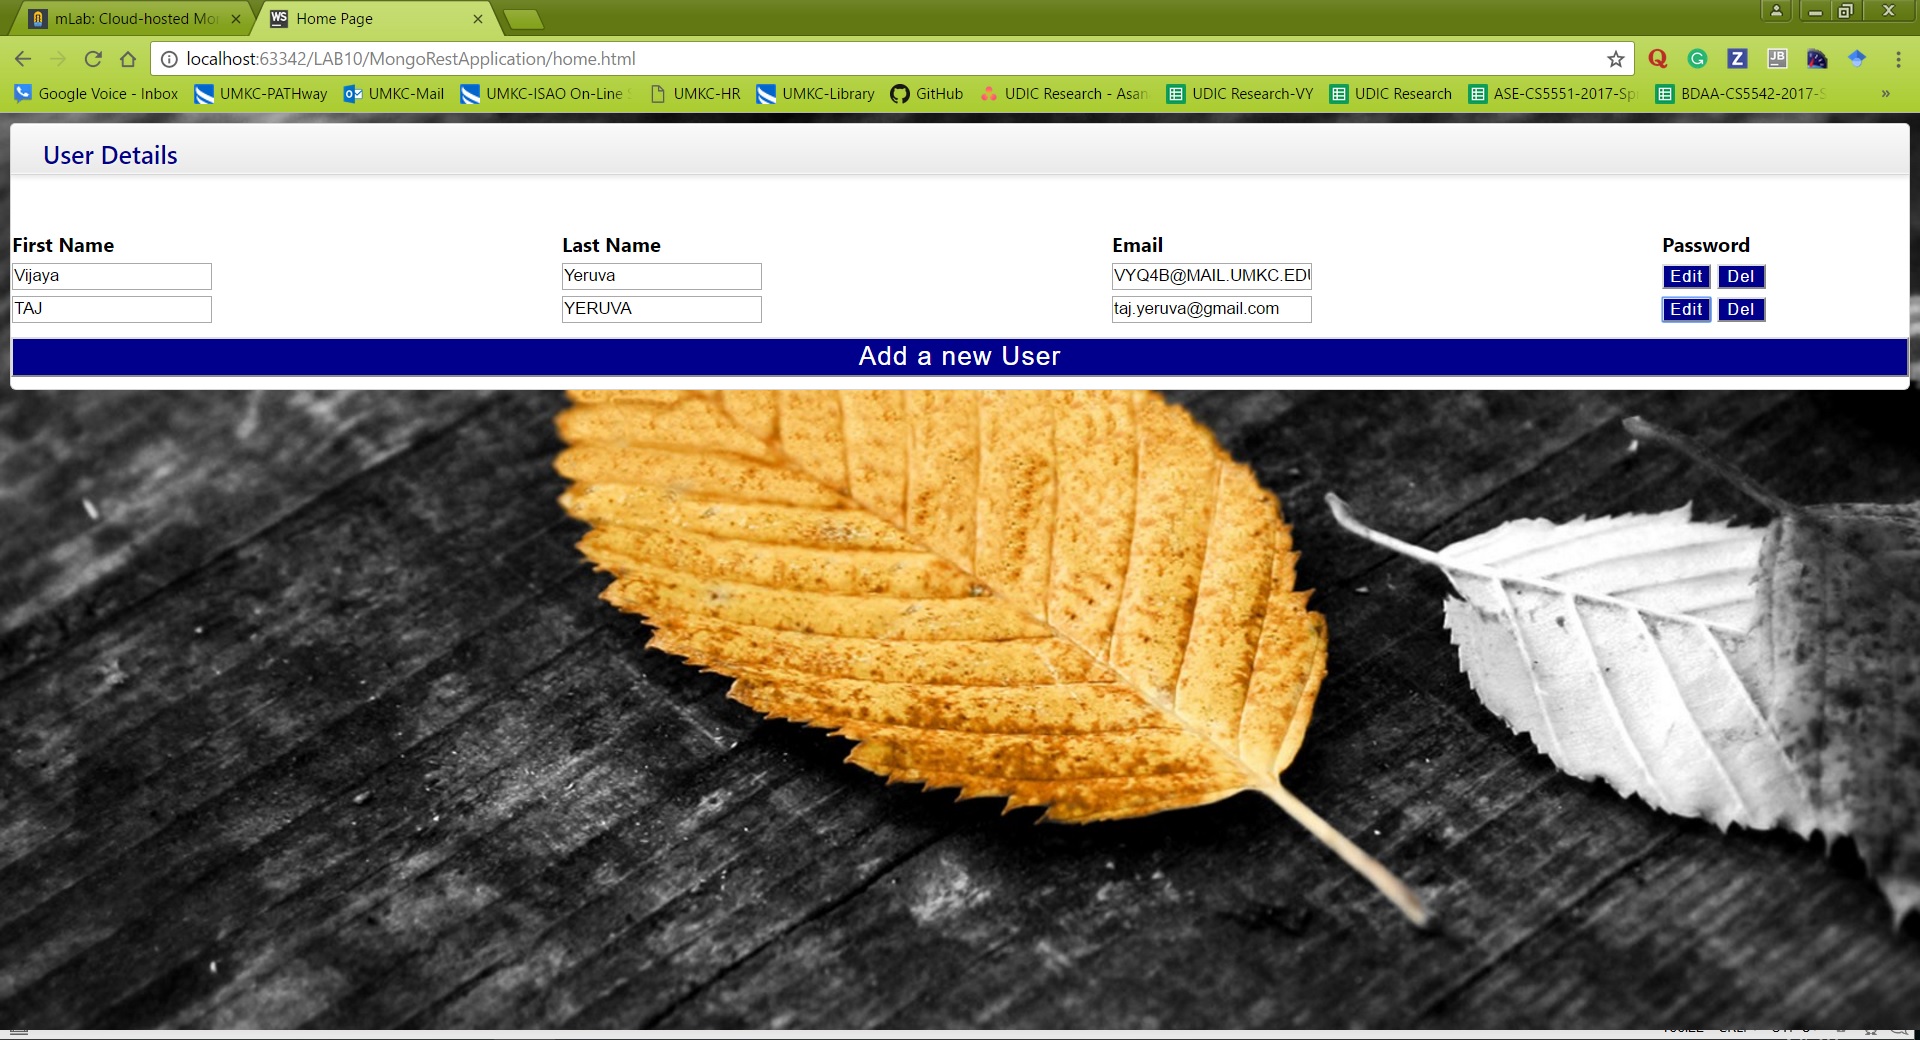 mLab: Cloud-hosted Mo
WS Home Page
localhost:63342/LAB10/MongoRestApplication/home.html
Google Voice - Inbox UMKC-PATHway UMKC-Mail UMKC-ISAO On-Line UMKC-HR UMKC-Library GitHub UDIC Research - Asan UDIC Research-VY UDIC Research ASE-CS5551-2017-Sp BDAA-CS5542-2017-S »
User Details
First Name Last Name Email Password
Vijaya Yeruva VYQ4B@MAIL.UMKC.EDU Edit Del
TAJ YERUVA taj.yeruva@gmail.com Edit Del
Add a new User